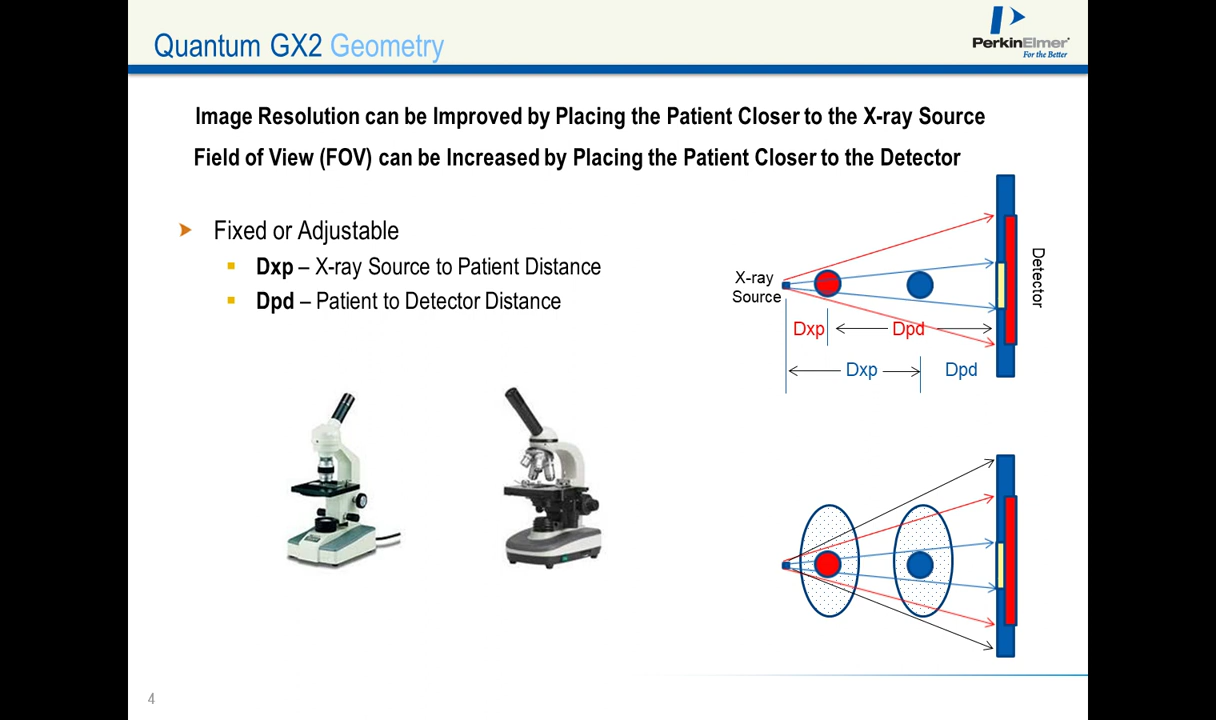 Quantum GX2 Geometry
PerkinElmer
For the Better
Image Resolution can be Improved by Placing the Patient Closer to the X-ray Source
Field of View (FOV) can be Increased by Placing the Patient Closer to the Detector
Fixed or Adjustable
Dxp – X-ray Source to Patient Distance
Dpd – Patient to Detector Distance
X-ray
Source
Detector
Dxp
Dpd
Dxp
Dpd
4